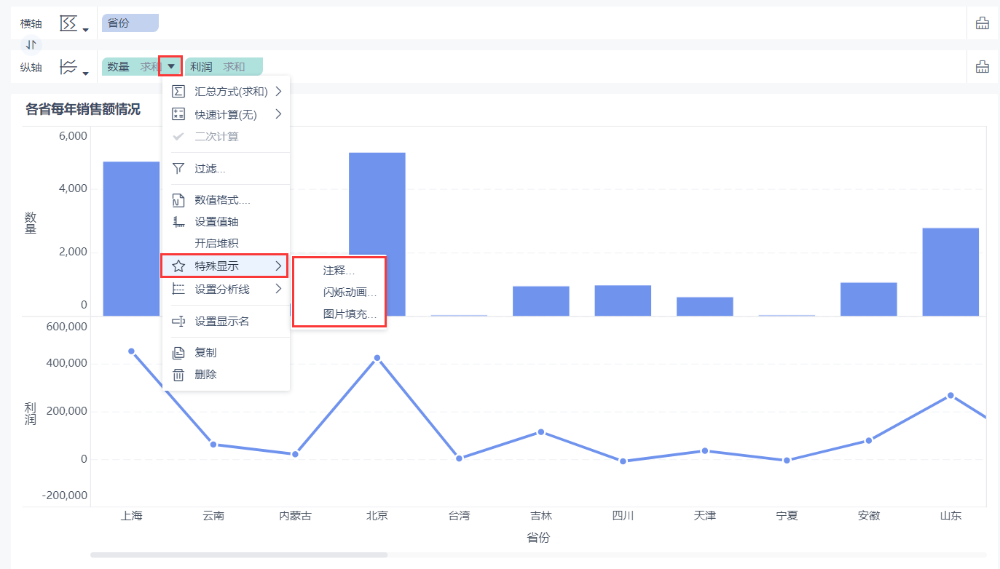 横轴
省份
纵轴
数量 求和
利润 求和
汇总方式(求和)
快速计算(无)
二次计算
过滤...
数值格式....
设置值轴
开启堆积
特殊显示
设置分析线
设置显示名
复制
删除
注释...
闪烁动画...
图片填充...
各省每年销售额情况
数量
6,000
4,000
2,000
0
利润
600,000
400,000
200,000
0
-200,000
上海 云南 内蒙古 北京 台湾 吉林 四川 天津 宁夏 安徽 山东
省份